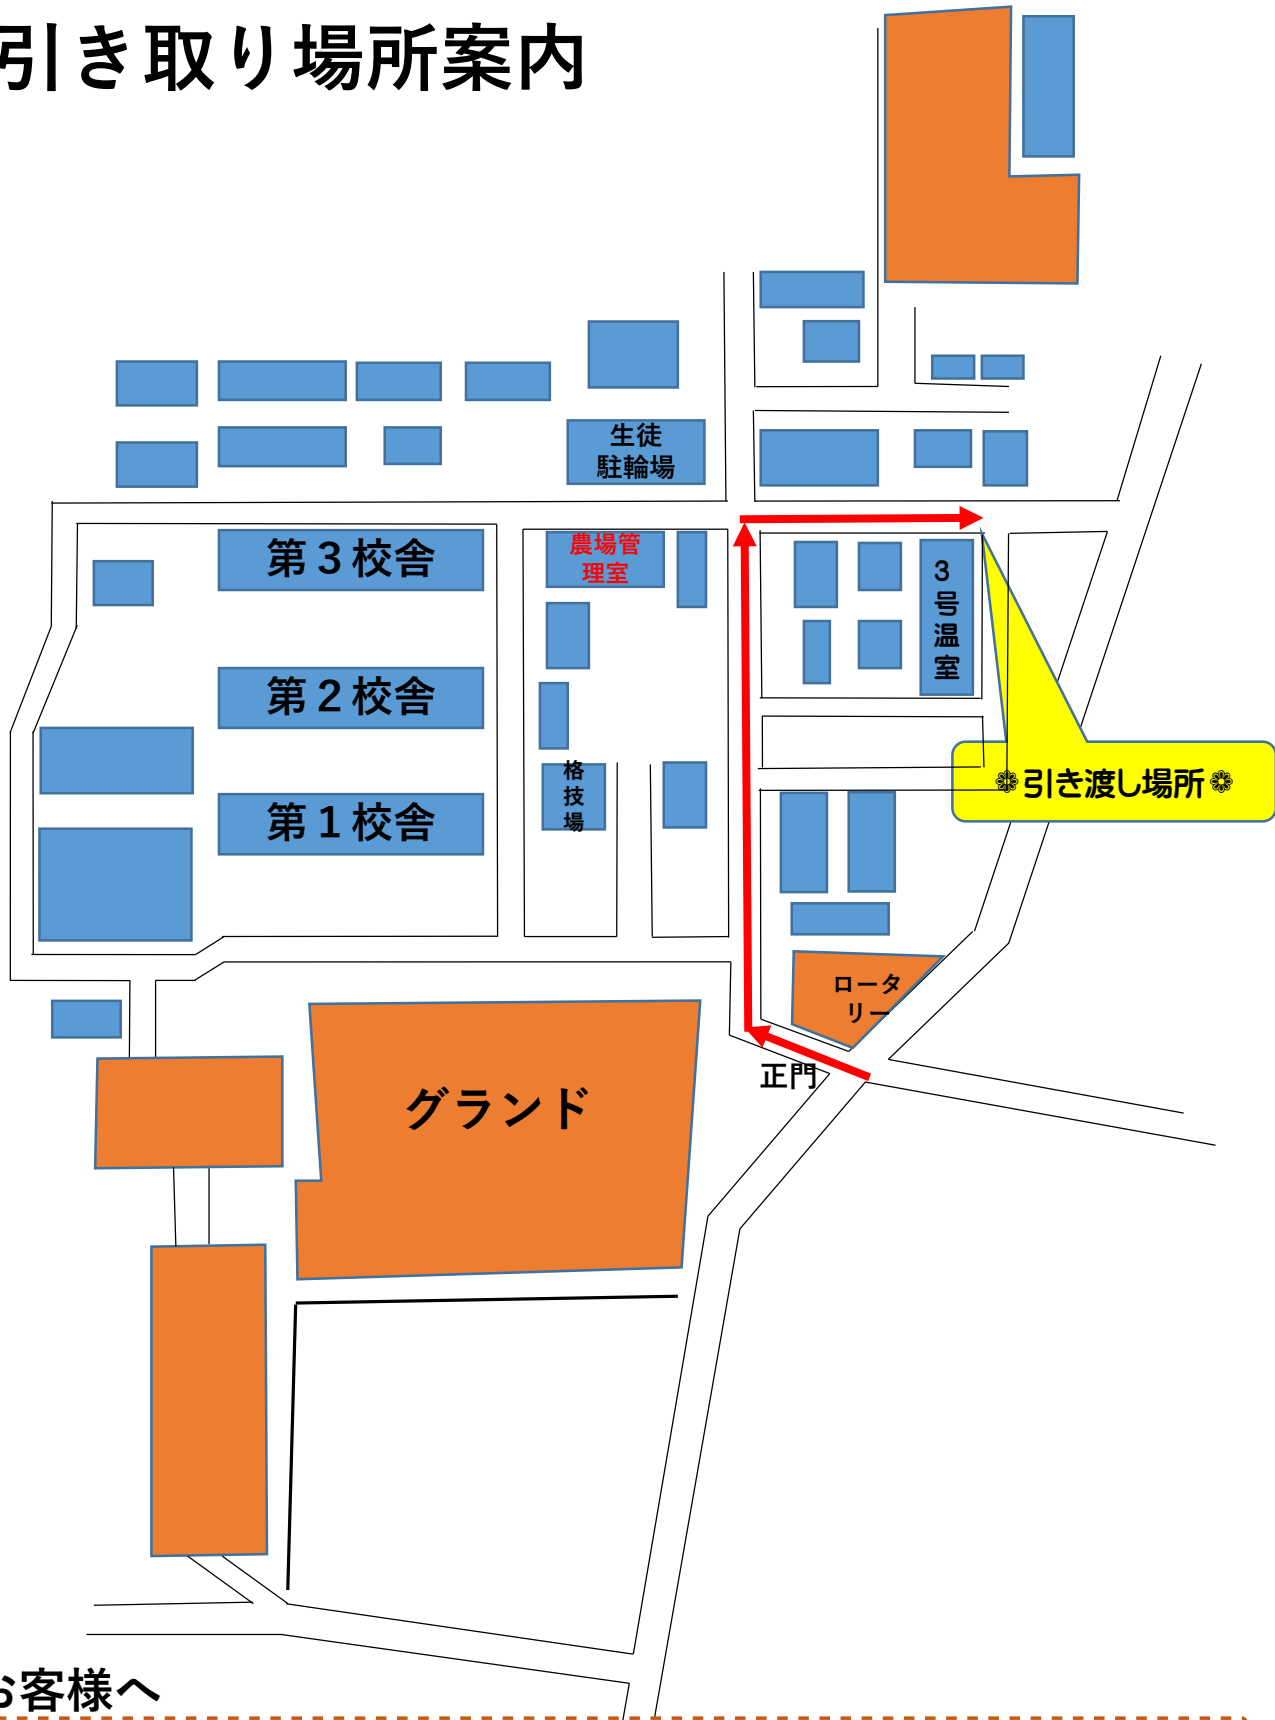 引き取り場所案内
生徒
駐輪場
第３校舎
農場管
理室
３
号
温
室
第２校舎
格
技
場
❁引き渡し場所❁
第１校舎
ロータ
リー
正門
グランド
お客様へ